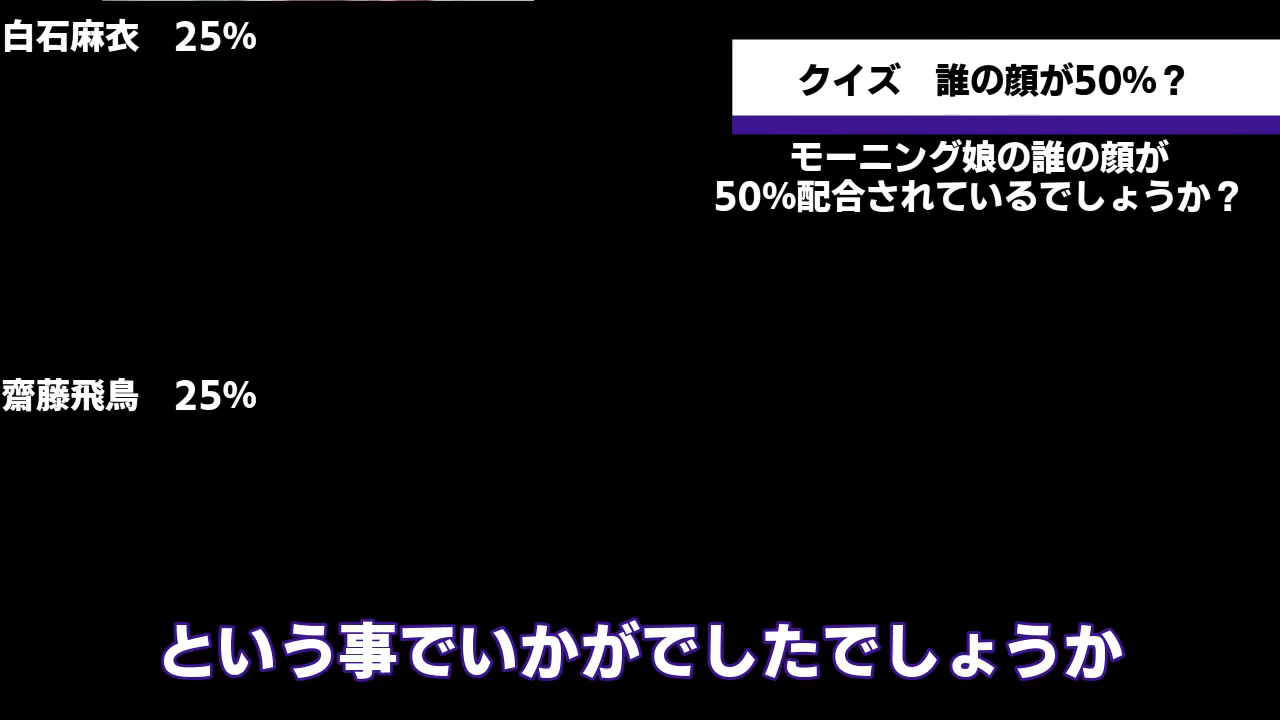 白石麻衣　25%
クイズ　誰の顔が50%？
モーニング娘の誰の顔が
50%配合されているでしょうか？
齋藤飛鳥　25%
という事でいかがでしたでしょうか